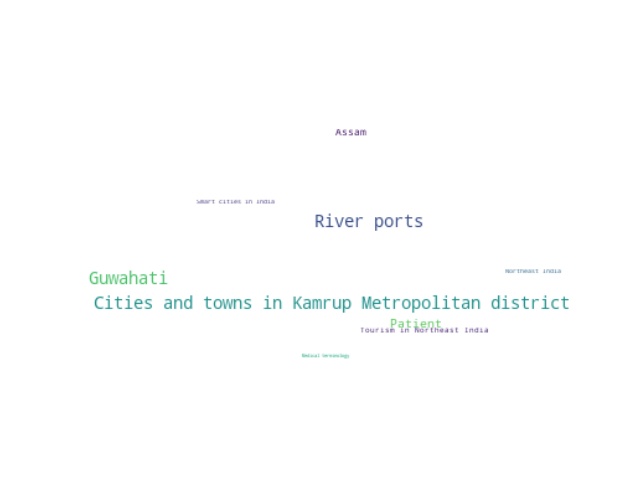 Assam
Smart Cities in India
River ports
Northeast India
Guwahati
Cities and towns in Kamrup Metropolitan district
Patient
Tourism in Northeast India
Medical terminology